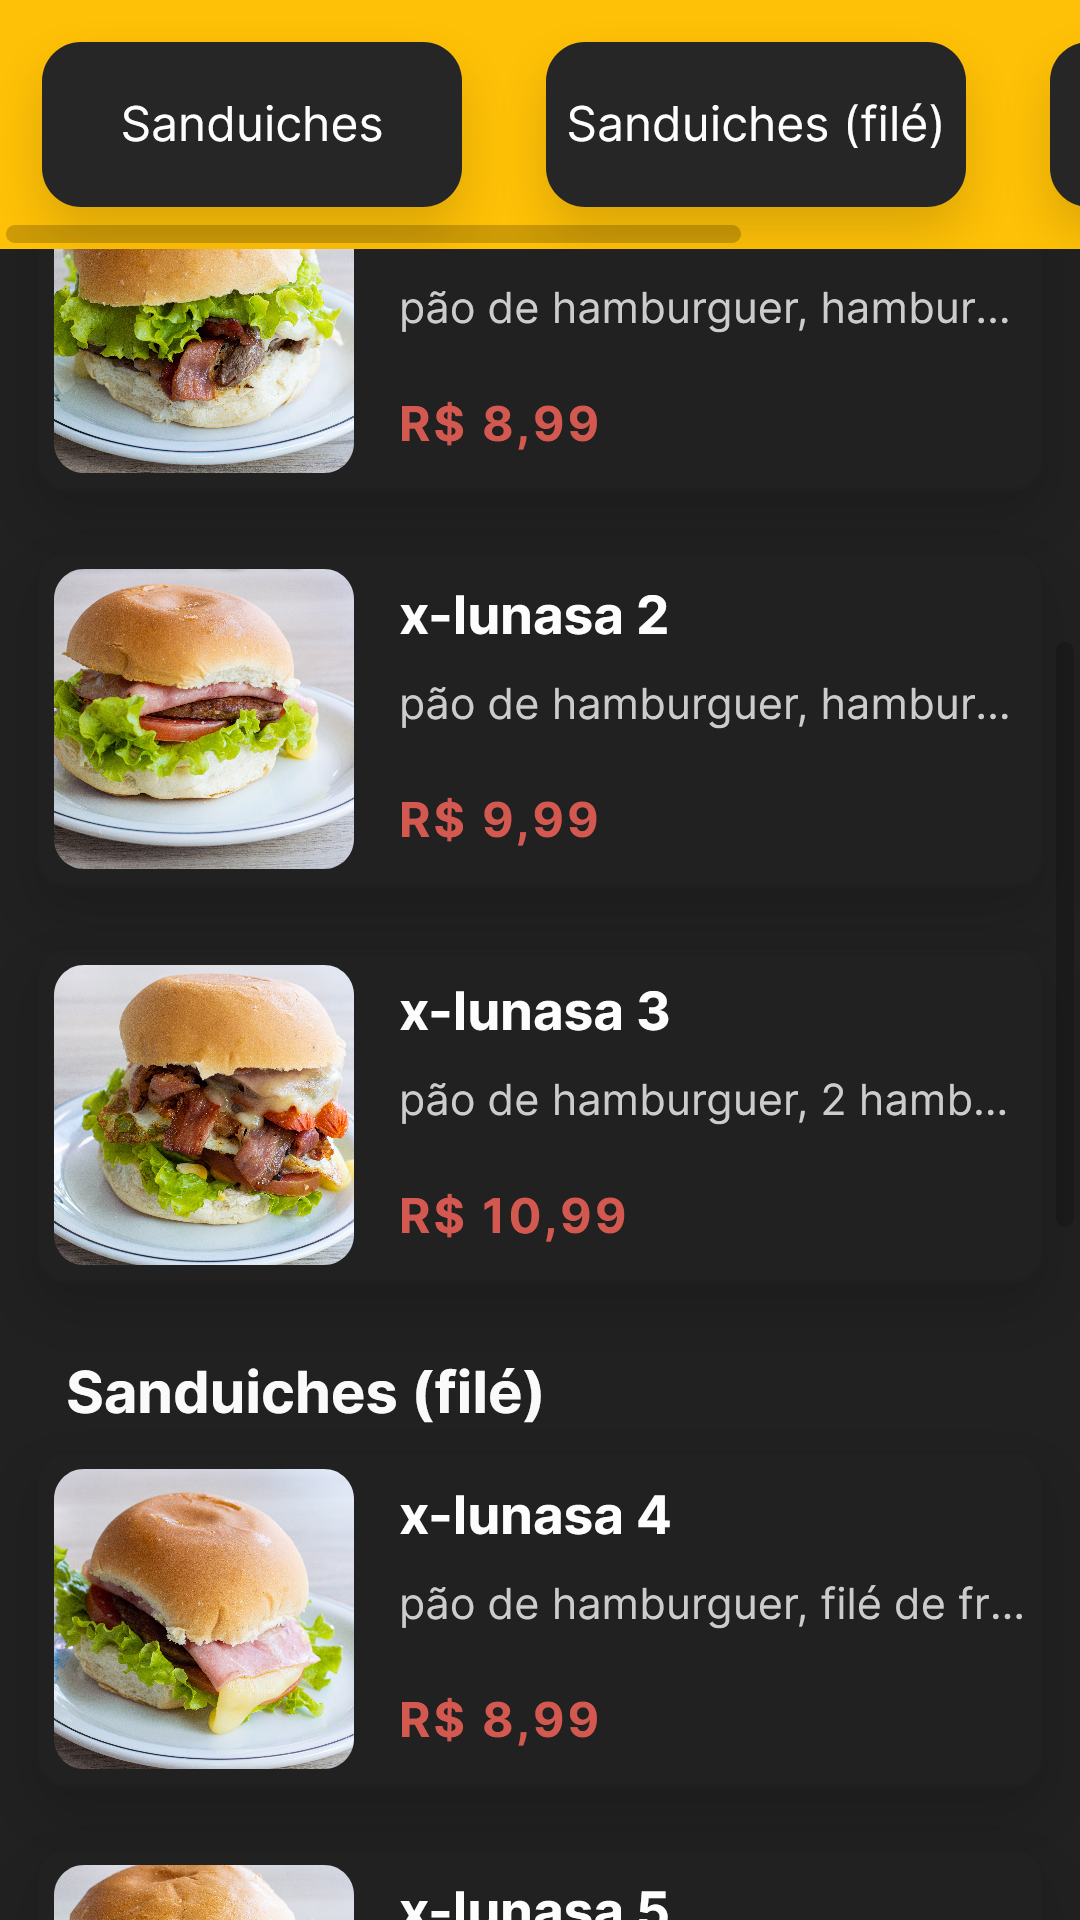 Sanduiches
Sanduiches (filé)
pão de hamburguer, hambur...
R$ 8,99
x-lunasa 2
pão de hamburguer, hambur...
R$ 9,99
x-lunasa 3
pão de hamburguer, 2 hamb...
R$ 10,99
Sanduiches (filé)
x-lunasa 4
pão de hamburguer, filé de fr...
R$ 8,99
x-lunasa 5